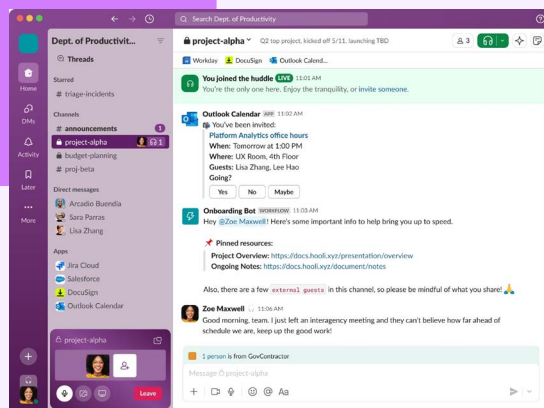 Search Dept. of Productivity
Dept. of Productivit...
Threads
Starred
# triage-incidents
Channels
# announcements 1
project-alpha 1
budget-planning
# proj-beta
Direct messages
Arcadio Buendia
Sara Parras
Lisa Zhang
Apps
Jira Cloud
Salesforce
DocuSign
Outlook Calendar
Home
DMs
Activity
Later
More
project-alpha
Leave
project-alpha Q2 top project, kicked off 5/11, launching TBD 3
Workday DocuSign Outlook Calend...
You joined the huddle LIVE 11:01 AM
You're the only one here. Enjoy the tranquility, or invite someone.
Outlook Calendar APP 11:02 AM
You've been invited:
Platform Analytics office hours
When: Tomorrow at 1:00 PM
Where: UX Room, 4th Floor
Guests: Lisa Zhang, Lee Hao
Going?
Yes No Maybe
Onboarding Bot WORKFLOW 11:03 AM
Hey @Zoe Maxwell! Here's some important info to help bring you up to speed.
Pinned resources:
Project Overview: https://docs.hooli.xyz/presentation/overview
Ongoing Notes: https://docs.hooli.xyz/document/notes
Also, there are a few external guests in this channel, so please be mindful of what you share!
Zoe Maxwell 11:06 AM
Good morning, team. I just left an interagency meeting and they can't believe how far ahead of
schedule we are, keep up the good work!
1 person is from GovContractor
Message project-alpha
Aa